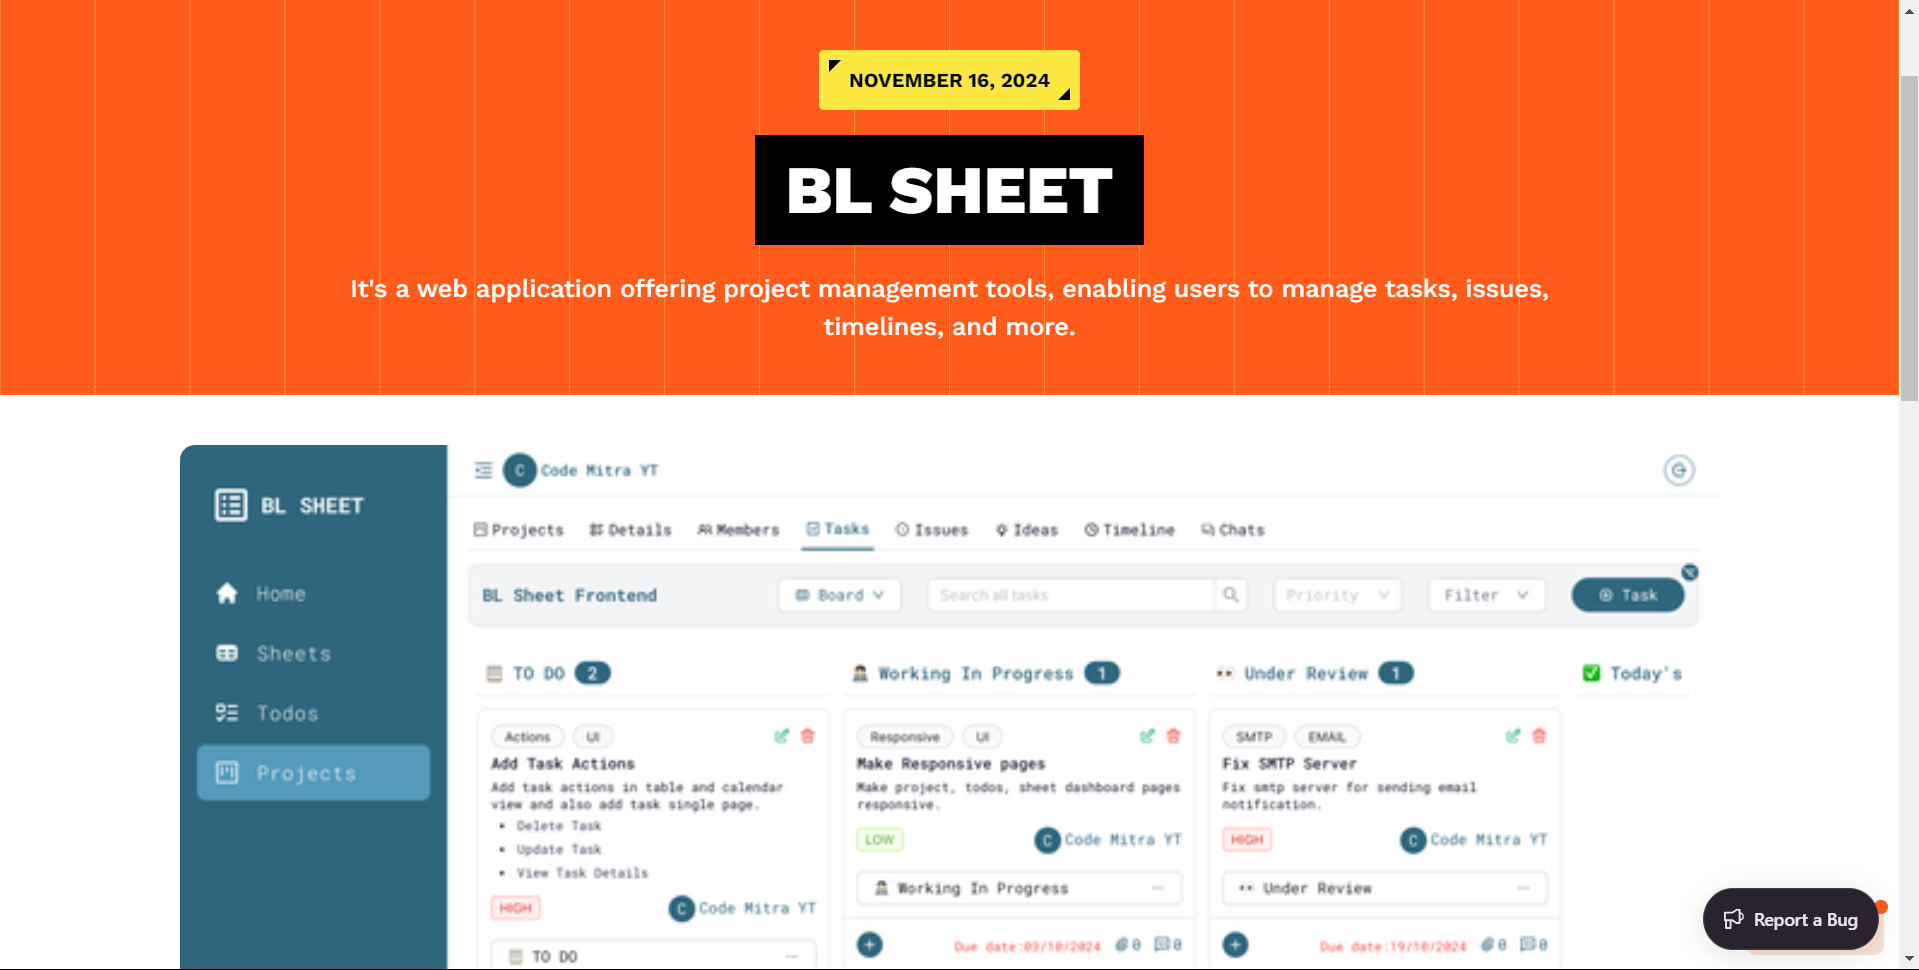 NOVEMBER 16, 2024
BL SHEET
It's a web application offering project management tools, enabling users to manage tasks, issues,
timelines, and more.
BL SHEET
Home
Sheets
Todos
Projects
C Code Mitra YT
Projects Details Members Tasks Issues Ideas Timeline Chats
BL Sheet Frontend Board Search all tasks Priority Filter Task
TO DO 2
Actions UI
Add Task Actions
Add task actions in table and calendar
view and also add task single page.
• Delete Task
• Update Task
• View Task Details
HIGH C Code Mitra YT
TO DO ...
Working In Progress 1
Responsive UI
Make Responsive pages
Make project, todos, sheet dashboard pages
responsive.
LOW C Code Mitra YT
Working In Progress ...
Due date:03/10/2024 0 0
Under Review 1
SMTP EMAIL
Fix SMTP Server
Fix smtp server for sending email
notification.
HIGH C Code Mitra YT
Under Review ...
Due date:19/10/2024 0 0
Today's
Report a Bug